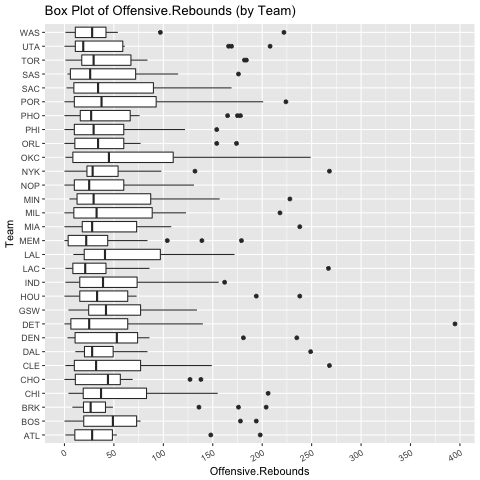 Box Plot of Offensive.Rebounds (by Team)
WAS
UTA
TOR
SAS
SAC
POR
PHO
PHI
ORL
OKC
NYK
NOP
MIN
MIL
MIA
MEM
LAL
LAC
IND
HOU
GSW
DET
DEN
DAL
CLE
CHO
CHI
BRK
BOS
ATL
Team
0 50 100 150 200 250 300 350 400
Offensive.Rebounds